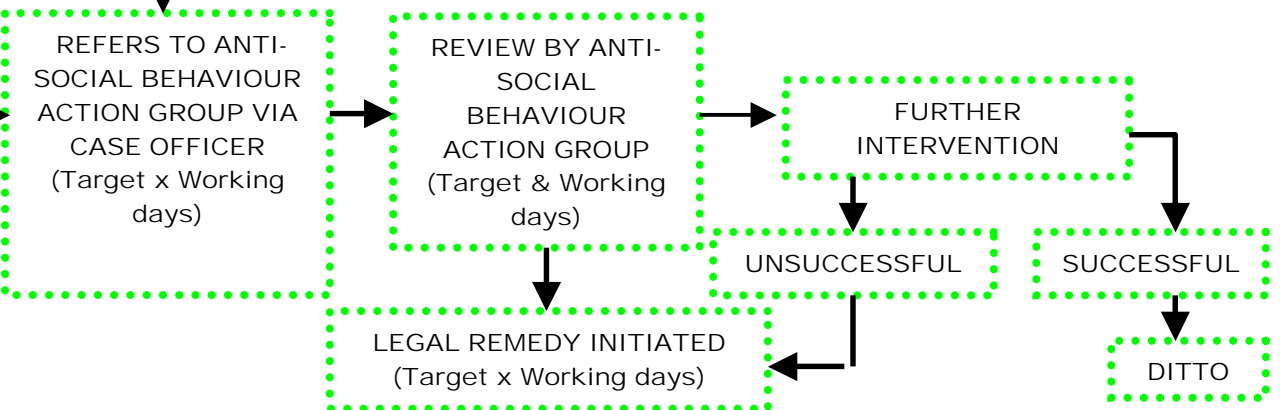 REFERS TO ANTI-
SOCIAL BEHAVIOUR
ACTION GROUP VIA
CASE OFFICER
(Target x Working
days)
REVIEW BY ANTI-
SOCIAL
BEHAVIOUR
ACTION GROUP
(Target & Working
days)
FURTHER
INTERVENTION
UNSUCCESSFUL
SUCCESSFUL
LEGAL REMEDY INITIATED
(Target x Working days)
DITTO